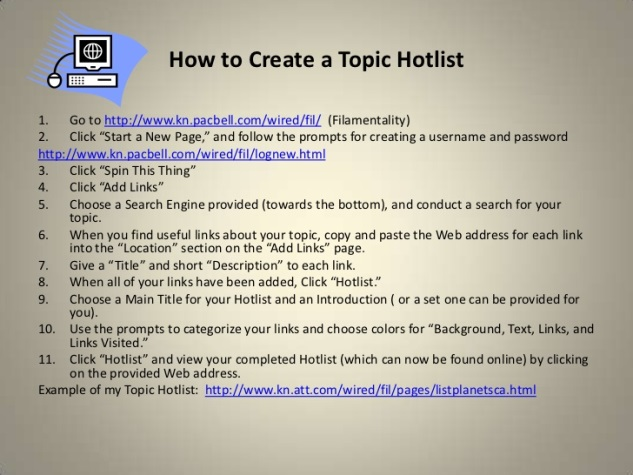 How to Create a Topic Hotlist
1. Go to http://www.kn.pacbell.com/wired/fil/ (Filamentality)
2. Click “Start a New Page,” and follow the prompts for creating a username and password
http://www.kn.pacbell.com/wired/fil/lognew.html
3. Click “Spin This Thing”
4. Click “Add Links”
5. Choose a Search Engine provided (towards the bottom), and conduct a search for your
topic.
6. When you find useful links about your topic, copy and paste the Web address for each link
into the “Location” section on the “Add Links” page.
7. Give a “Title” and short “Description” to each link.
8. When all of your links have been added, Click “Hotlist.”
9. Choose a Main Title for your Hotlist and an Introduction ( or a set one can be provided for
you).
10. Use the prompts to categorize your links and choose colors for “Background, Text, Links, and
Links Visited.”
11. Click “Hotlist” and view your completed Hotlist (which can now be found online) by clicking
on the provided Web address.
Example of my Topic Hotlist: http://www.kn.att.com/wired/fil/pages/listplanetsca.html